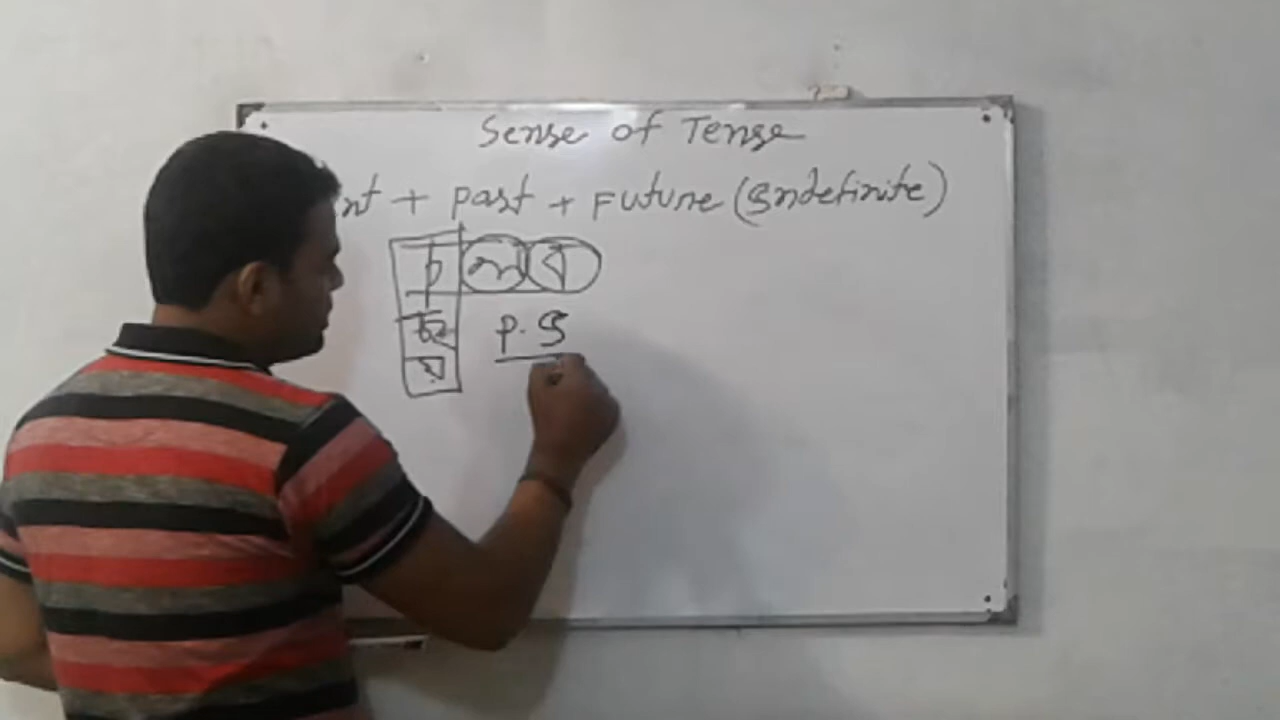 Sense of Tense
nt + Past + Future (Indefinite)
P. I